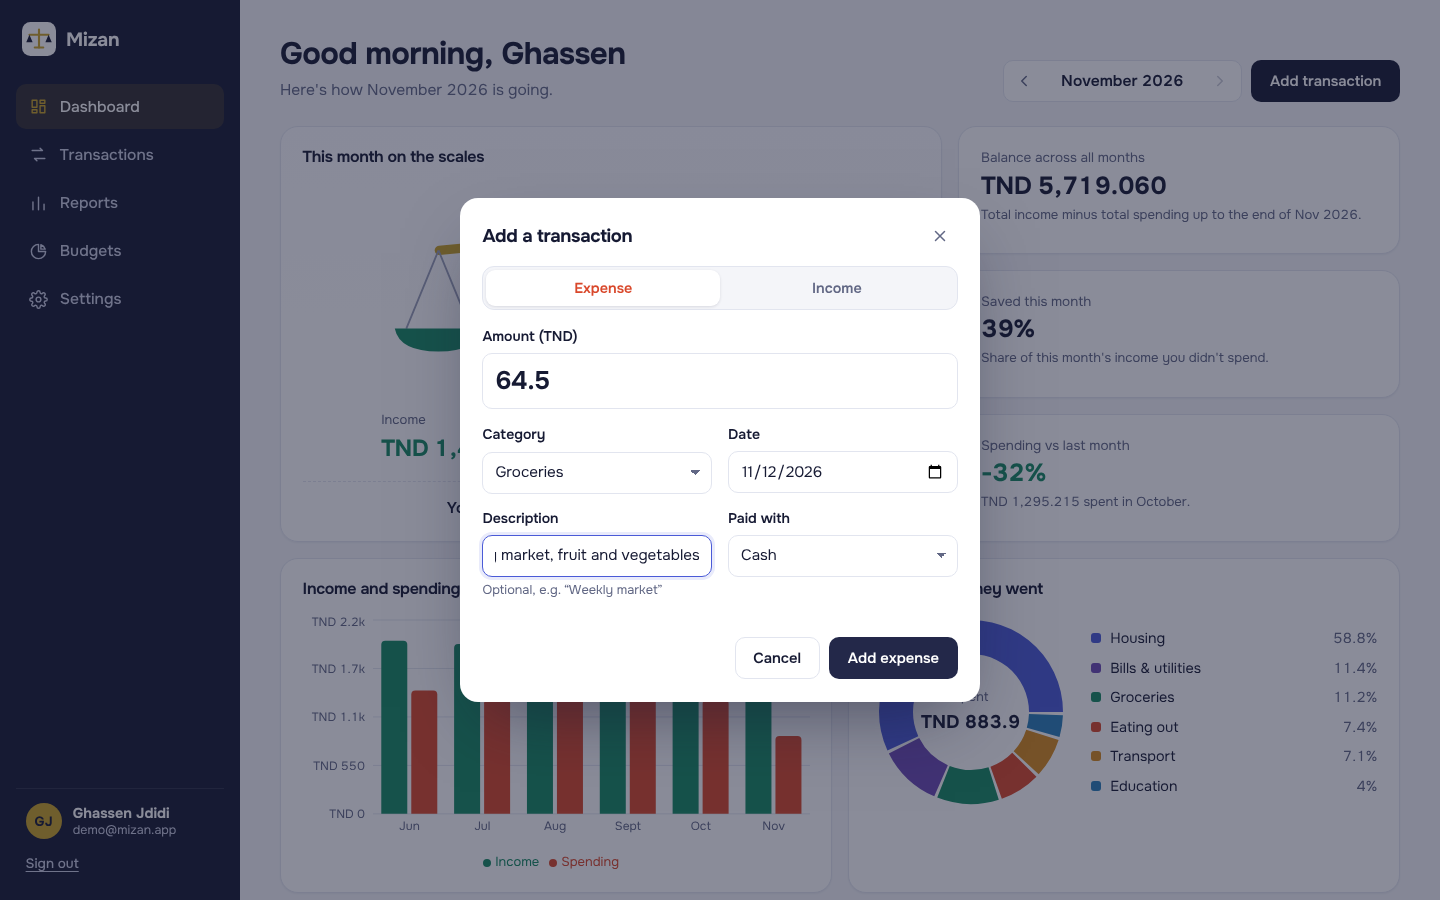 Mizan
Dashboard
Transactions
Reports
Budgets
Settings
GJ
Ghassen Jdidi
demo@mizan.app
Sign out
Good morning, Ghassen
Here's how November 2026 is going.
November 2026
Add transaction
This month on the scales
Income
TND 1,
Balance across all months
TND 5,719.060
Total income minus total spending up to the end of Nov 2026.
Saved this month
39%
Share of this month's income you didn't spend.
Spending vs last month
-32%
TND 1,295.215 spent in October.
Add a transaction
Expense
Income
Amount (TND)
64.5
Category
Date
Groceries
11/12/2026
Description
Paid with
market, fruit and vegetables
Cash
Optional, e.g. “Weekly market”
Cancel
Add expense
Income and spending
TND 2.2k
TND 1.7k
TND 1.1k
TND 550
TND 0
Jun
Jul
Aug
Sept
Oct
Nov
Income
Spending
went
TND 883.9
Housing
58.8%
Bills & utilities
11.4%
Groceries
11.2%
Eating out
7.4%
Transport
7.1%
Education
4%